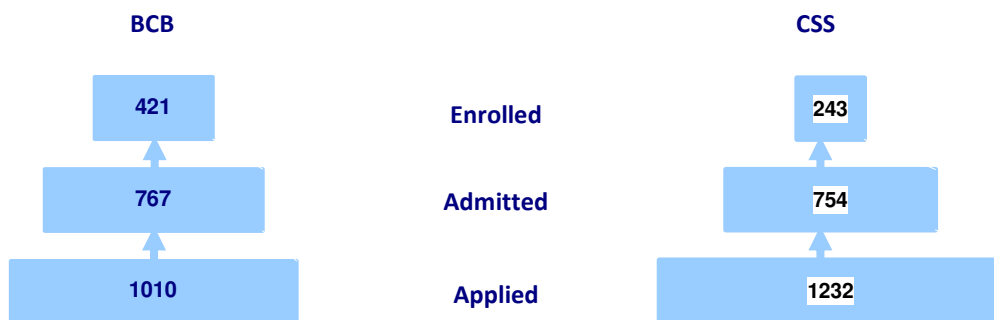 BCB
CSS
421
Enrolled
243
767
Admitted
754
1010
Applied
1232